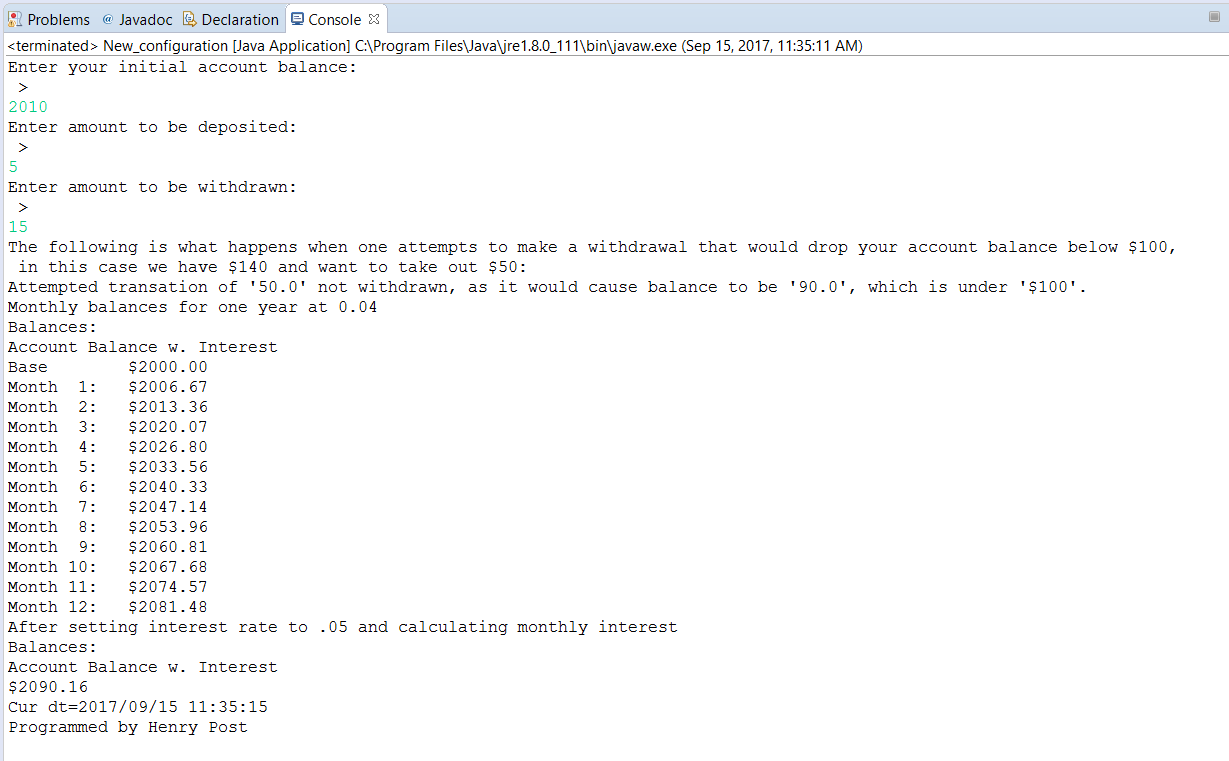 Problems @ Javadoc Declaration Console
<terminated> New_configuration [Java Application] C:\Program Files\Java\jre1.8.0_111\bin\javaw.exe (Sep 15, 2017, 11:35:11 AM)
Enter your initial account balance:
 >
2010
Enter amount to be deposited:
 >
5
Enter amount to be withdrawn:
 >
15
The following is what happens when one attempts to make a withdrawal that would drop your account balance below $100,
 in this case we have $140 and want to take out $50:
Attempted transation of '50.0' not withdrawn, as it would cause balance to be '90.0', which is under '$100'.
Monthly balances for one year at 0.04
Balances:
Account Balance w. Interest
Base        $2000.00
Month  1:   $2006.67
Month  2:   $2013.36
Month  3:   $2020.07
Month  4:   $2026.80
Month  5:   $2033.56
Month  6:   $2040.33
Month  7:   $2047.14
Month  8:   $2053.96
Month  9:   $2060.81
Month 10:   $2067.68
Month 11:   $2074.57
Month 12:   $2081.48
After setting interest rate to .05 and calculating monthly interest
Balances:
Account Balance w. Interest
$2090.16
Cur dt=2017/09/15 11:35:15
Programmed by Henry Post